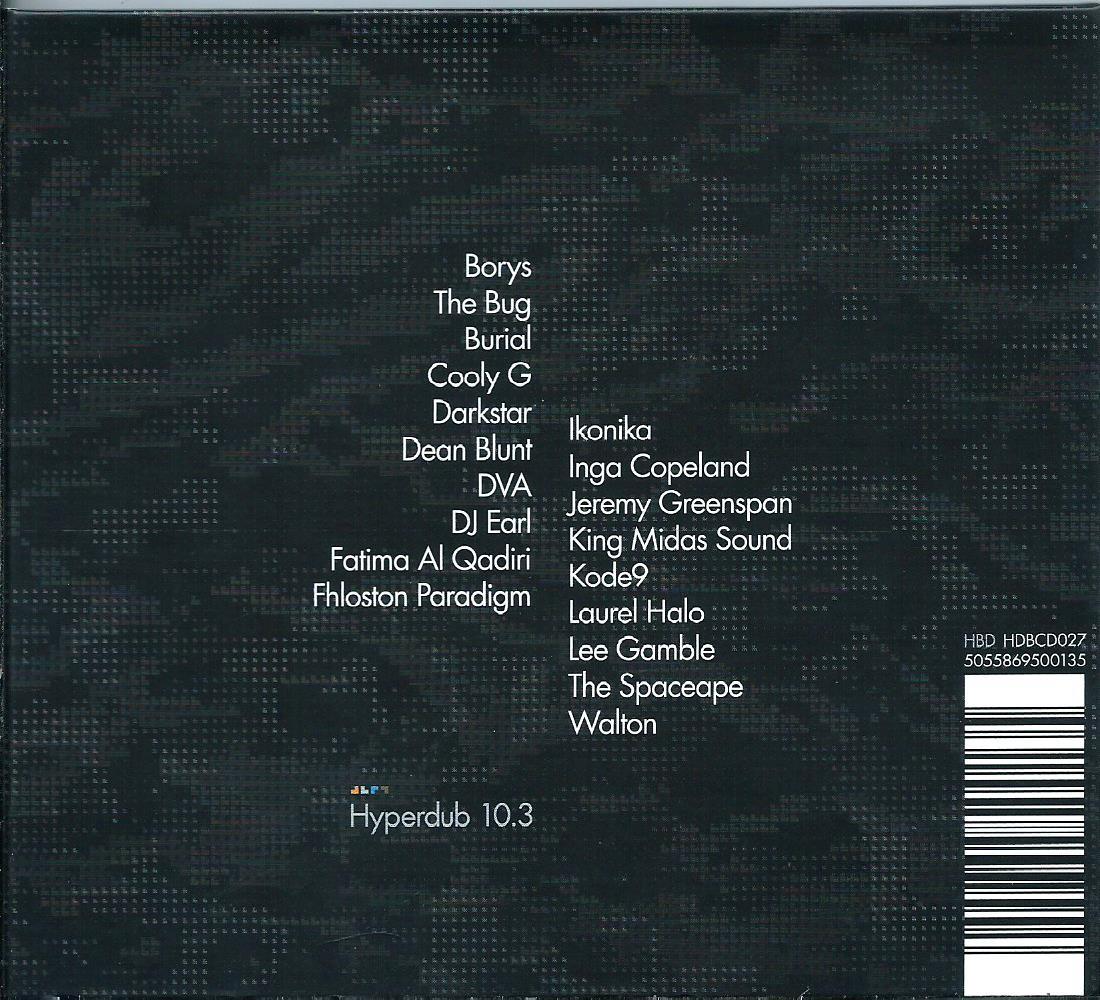 Borys
The Bug
Burial
Cooly G
Darkstar
Dean Blunt
DVA
DJ Earl
Fatima Al Qadiri
Fhloston Paradigm
Ikonika
Inga Copeland
Jeremy Greenspan
King Midas Sound
Kode9
Laurel Halo
Lee Gamble
The Spaceape
Walton
HBD HDBCD027
5055869500135
Hyperdub 10.3